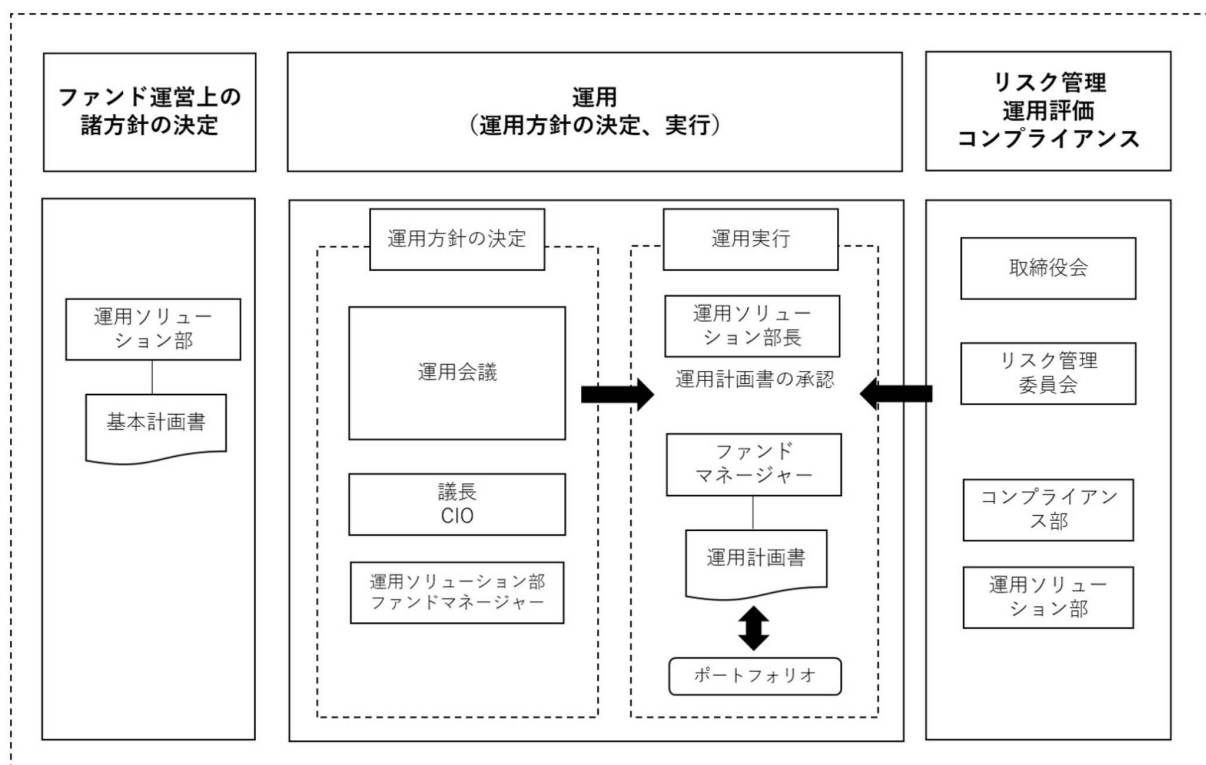 ファンド運営上の
諸方針の決定
運用
（運用方針の決定、実行）
リスク管理
運用評価
コンプライアンス
運用ソリュー
ション部
基本計画書
運用方針の決定
運用会議
議長
CIO
運用ソリューション部
ファンドマネージャー
運用実行
運用ソリュー
ション部長
運用計画書の承認
ファンド
マネージャー
運用計画書
ポートフォリオ
取締役会
リスク管理
委員会
コンプライアン
ス部
運用ソリュー
ション部